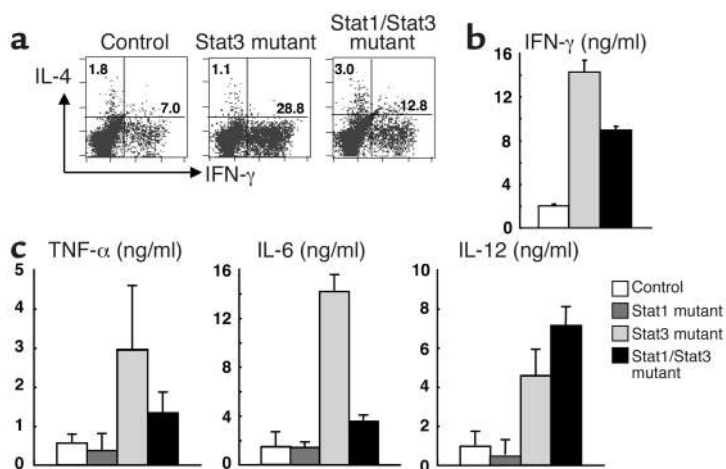 a
Control
Stat3 mutant
Stat1/Stat3
mutant
IL-4
1.8
7.0
1.1
28.8
3.0
12.8
IFN-γ
b
IFN-γ (ng/ml)
16
12
8
4
2
0
c
TNF-α (ng/ml)
5
4
3
2
1
0
IL-6 (ng/ml)
16
12
8
4
2
0
IL-12 (ng/ml)
10
8
6
4
2
0
Control
Stat1 mutant
Stat3 mutant
Stat1/Stat3
mutant